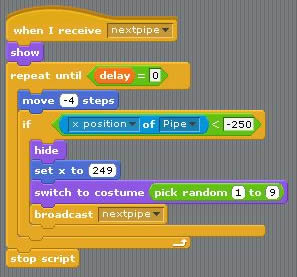 when I receive nextpipe
show
repeat until delay = 0
move -4 steps
if x position of Pipe < -250
hide
set x to 249
switch to costume pick random 1 to 9
broadcast nextpipe
stop script